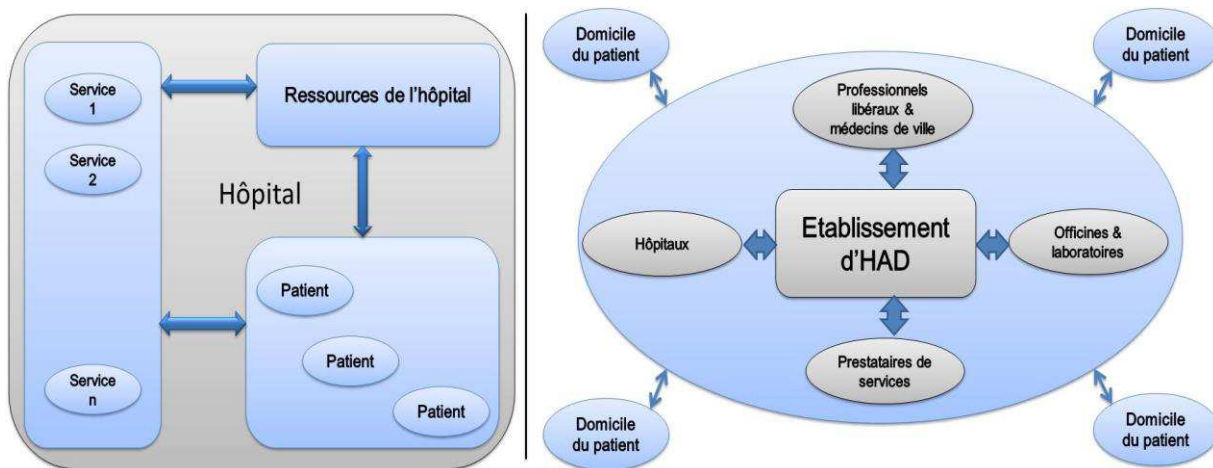 Service
1
Service
2
Service
n
Ressources de l'hôpital
Hôpital
Patient
Patient
Patient
Domicile
du patient
Domicile
du patient
Professionnels
libéraux &
médecins de ville
Hôpitaux
Etablissement
d'HAD
Officines &
laboratoires
Prestataires de
services
Domicile
du patient
Domicile
du patient